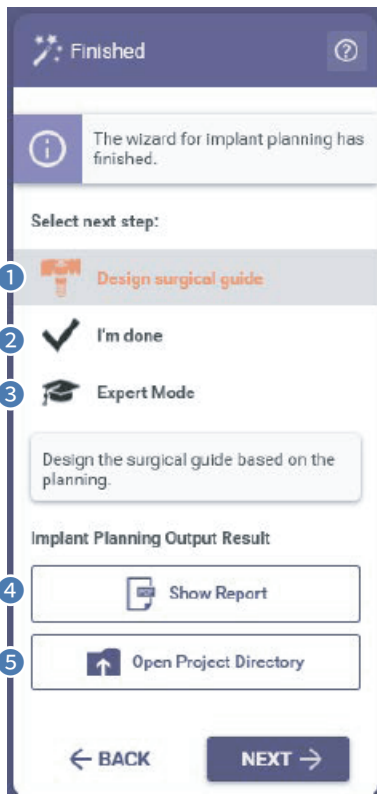 Finished
The wizard for implant planning has
finished.
Select next step:
1 Design surgical guide
2 I'm done
3 Expert Mode
Design the surgical guide based on the
planning.
Implant Planning Output Result
4 Show Report
5 Open Project Directory
← BACK NEXT →